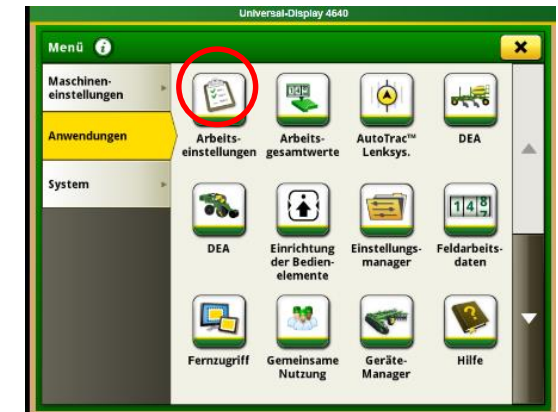 Universal-Display 4640
Menü i
Maschinen-
einstellungen
Anwendungen
System
Arbeits-
einstellungen
Arbeits-
gesamtwerte
AutoTrac™
Lenksys.
DEA
DEA
Einrichtung
der Bedien-
elemente
Einstellungs-
manager
Feldarbeits-
daten
Fernzugriff
Gemeinsame
Nutzung
Geräte-
Manager
Hilfe